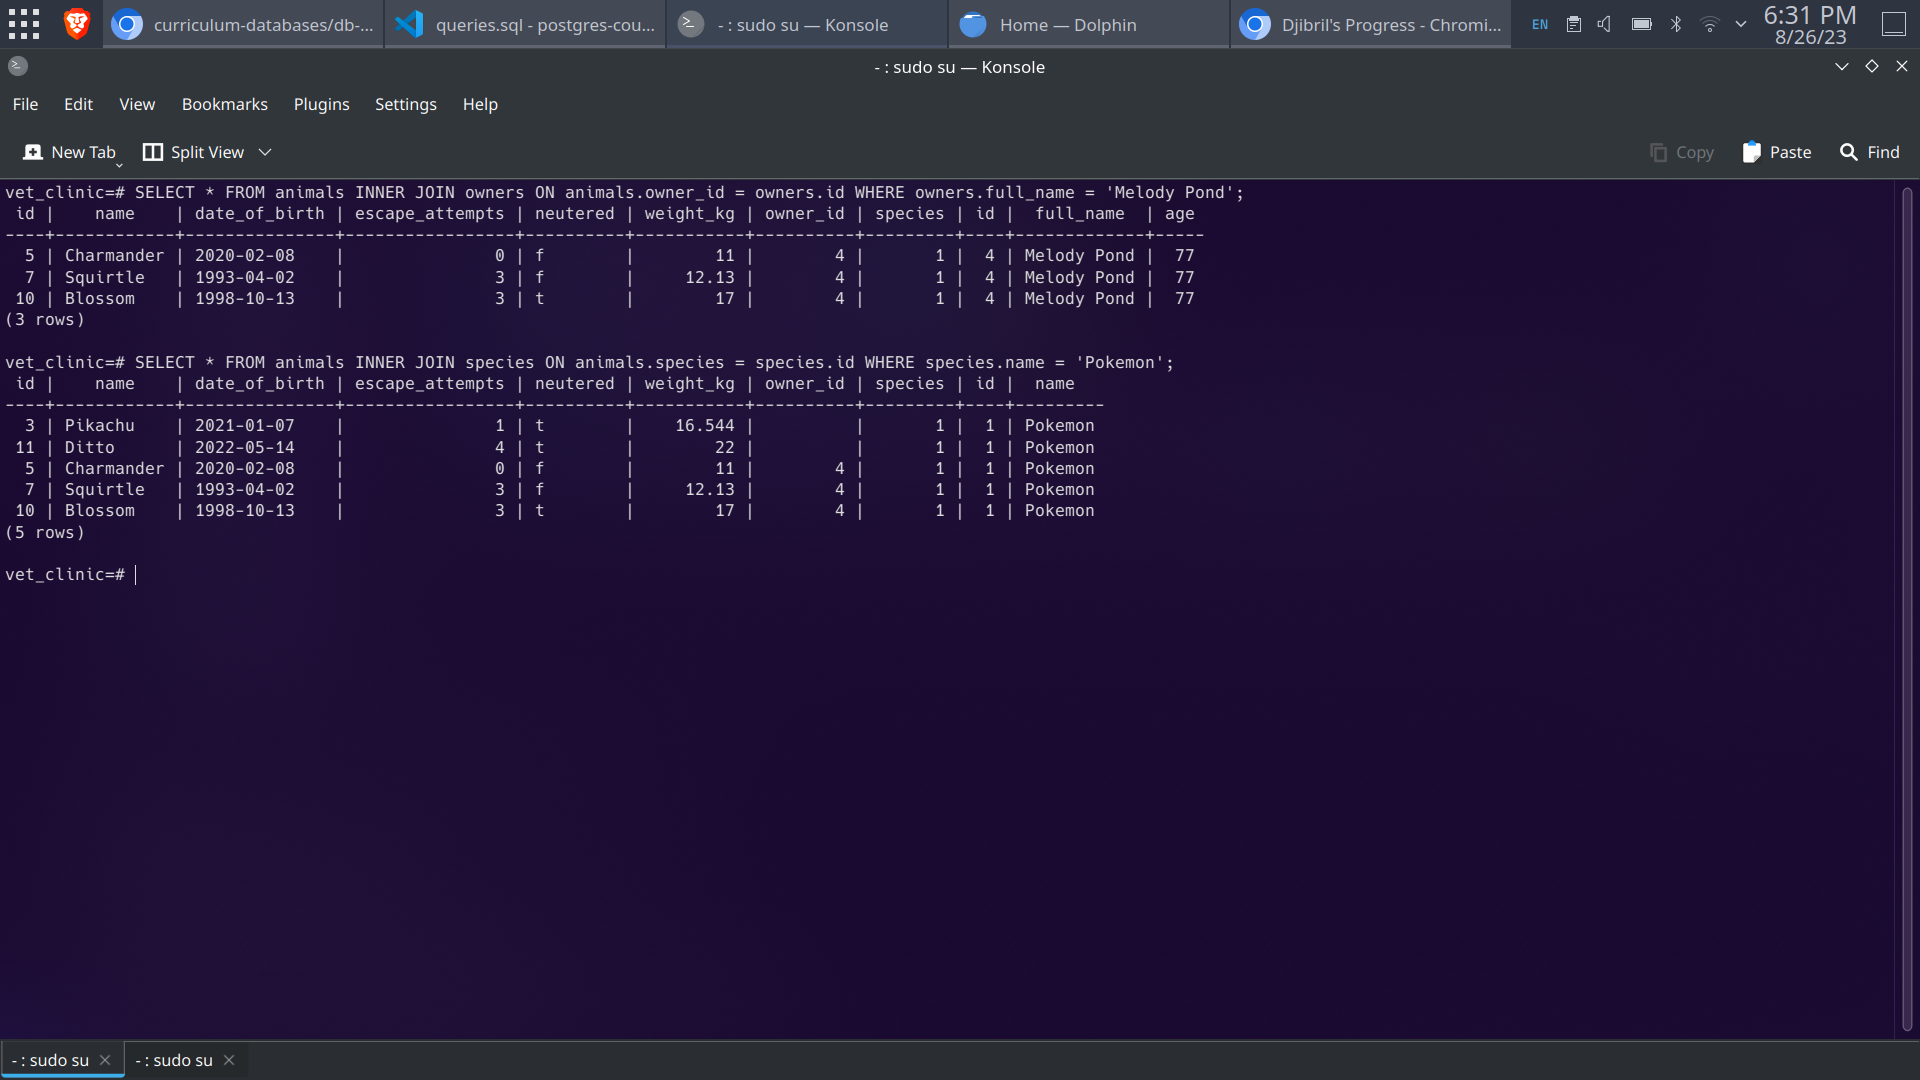 curriculum-databases/db-...
queries.sql - postgres-cou...
- : sudo su — Konsole
Home — Dolphin
Djibril's Progress - Chromi...
EN
6:31 PM
8/26/23
- : sudo su — Konsole
File Edit View Bookmarks Plugins Settings Help
New Tab Split View Copy Paste Find
vet_clinic=# SELECT * FROM animals INNER JOIN owners ON animals.owner_id = owners.id WHERE owners.full_name = 'Melody Pond';
 id |    name    | date_of_birth | escape_attempts | neutered | weight_kg | owner_id | species | id |  full_name  | age
----+------------+---------------+-----------------+----------+-----------+----------+---------+----+-------------+-----
  5 | Charmander | 2020-02-08    |               0 | f        |        11 |        4 |       1 |  4 | Melody Pond |  77
  7 | Squirtle   | 1993-04-02    |               3 | f        |     12.13 |        4 |       1 |  4 | Melody Pond |  77
 10 | Blossom    | 1998-10-13    |               3 | t        |        17 |        4 |       1 |  4 | Melody Pond |  77
(3 rows)
vet_clinic=# SELECT * FROM animals INNER JOIN species ON animals.species = species.id WHERE species.name = 'Pokemon';
 id |    name    | date_of_birth | escape_attempts | neutered | weight_kg | owner_id | species | id |  name
----+------------+---------------+-----------------+----------+-----------+----------+---------+----+---------
  3 | Pikachu    | 2021-01-07    |               1 | t        |    16.544 |          |       1 |  1 | Pokemon
 11 | Ditto      | 2022-05-14    |               4 | t        |        22 |          |       1 |  1 | Pokemon
  5 | Charmander | 2020-02-08    |               0 | f        |        11 |        4 |       1 |  1 | Pokemon
  7 | Squirtle   | 1993-04-02    |               3 | f        |     12.13 |        4 |       1 |  1 | Pokemon
 10 | Blossom    | 1998-10-13    |               3 | t        |        17 |        4 |       1 |  1 | Pokemon
(5 rows)
vet_clinic=#
- : sudo su
- : sudo su